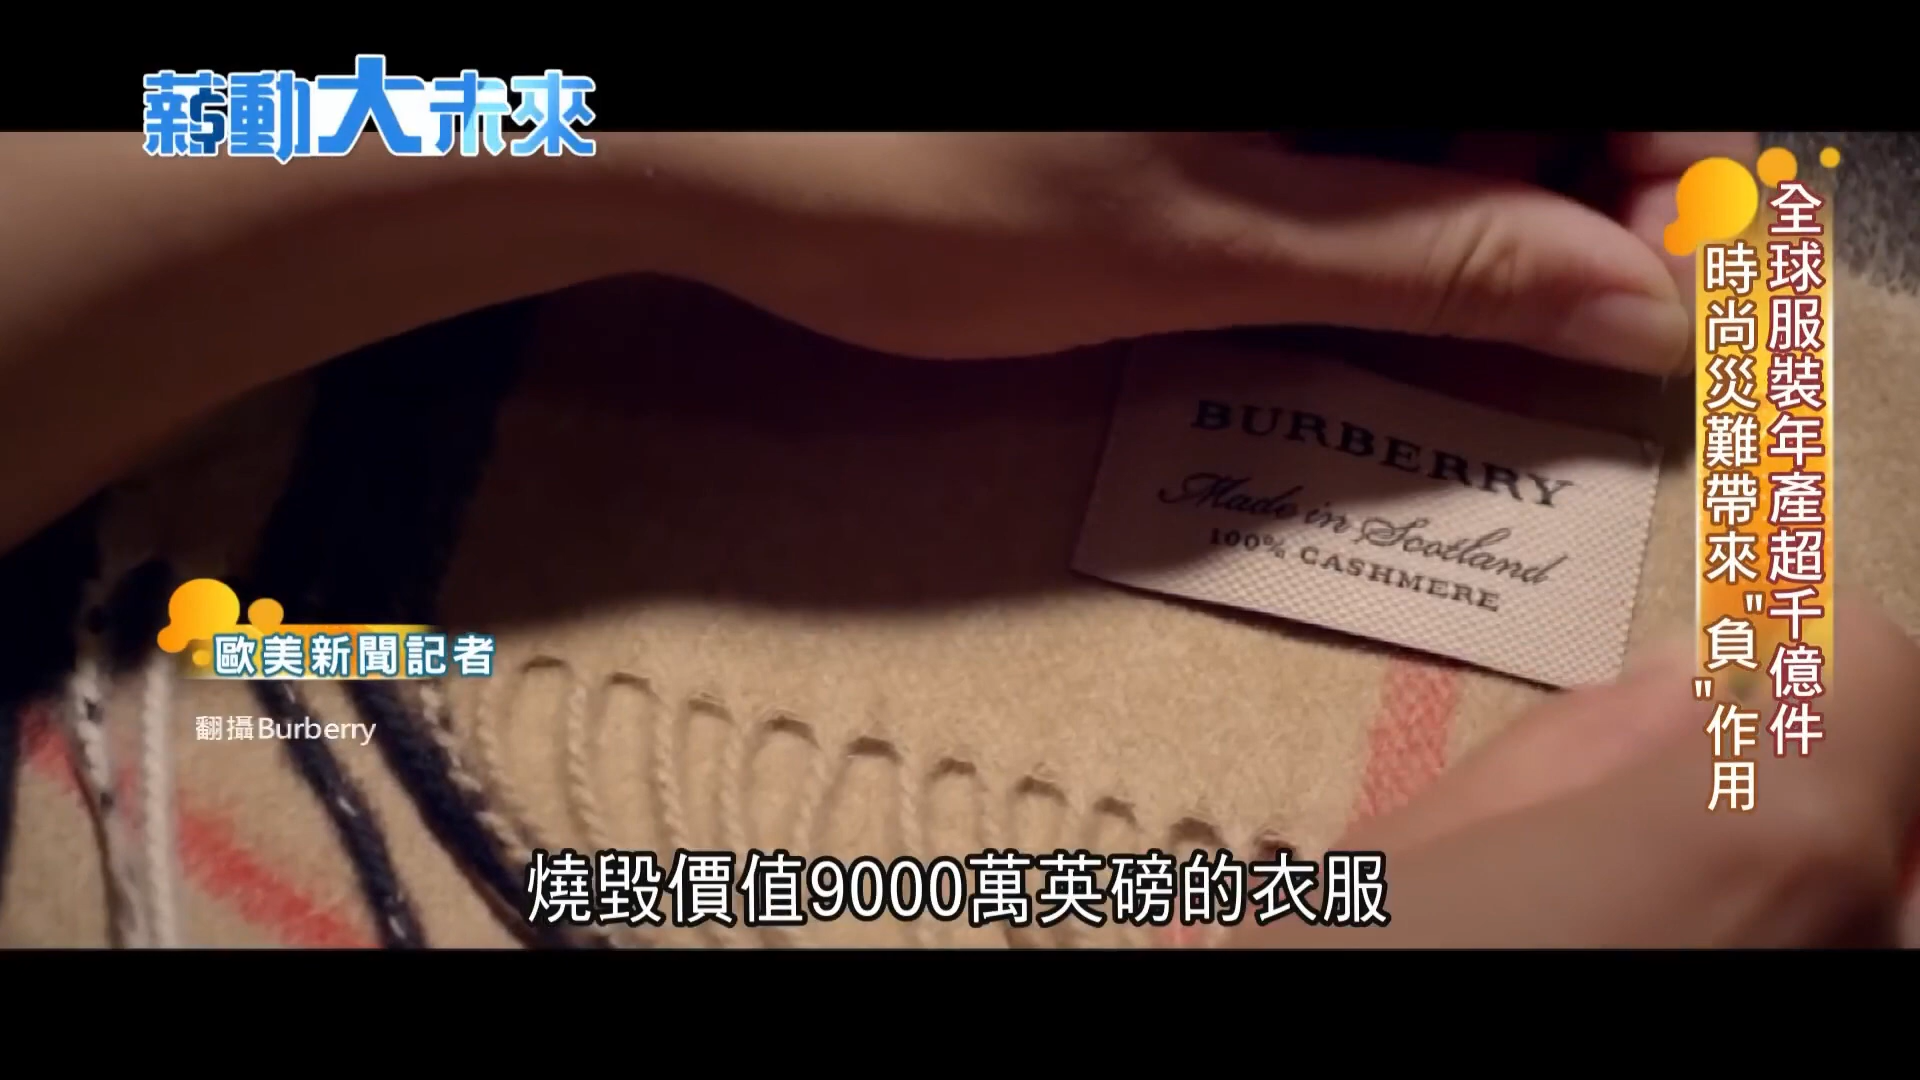 薪動大未來
全球服裝年產超千億件
時尚災難帶來"負"作用
BURBERRY
Made in Scotland
100% CASHMERE
歐美新聞記者
翻攝Burberry
燒毀價值9000萬英磅的衣服